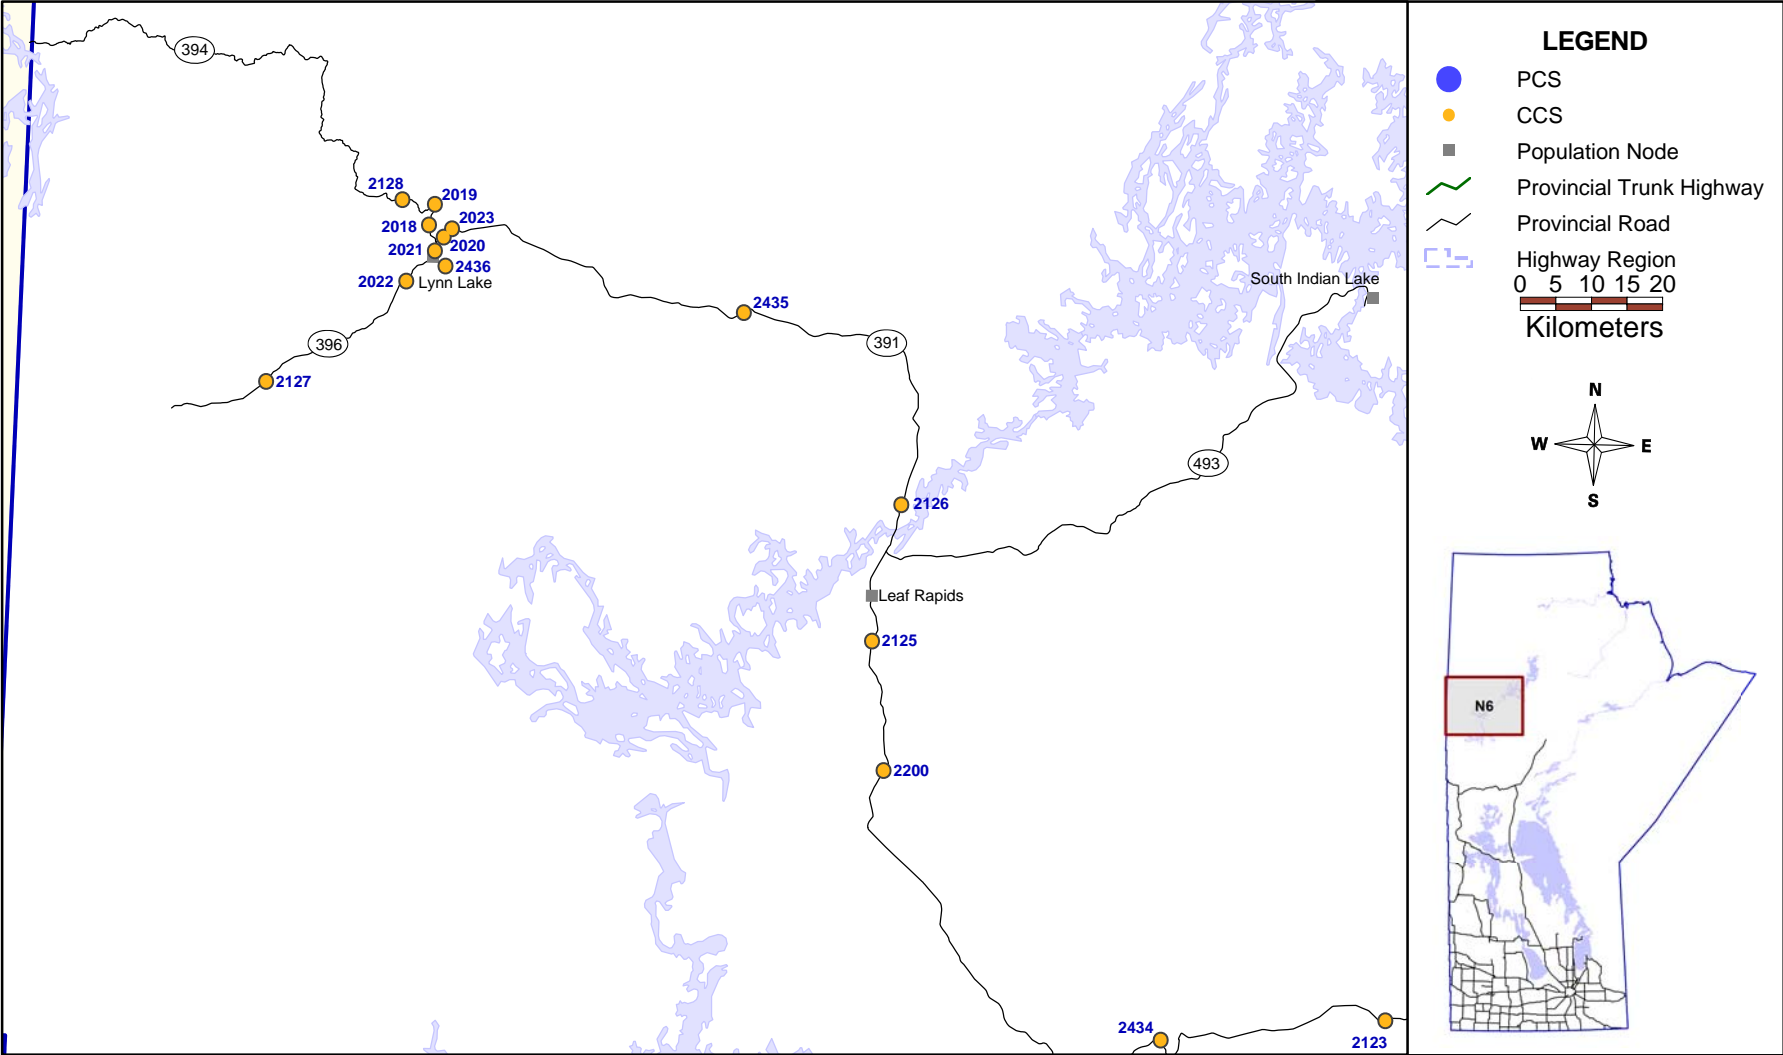 394
2128
2019
2018
2023
2021
2020
2436
2022
Lynn Lake
2435
South Indian Lake
396
391
2127
493
2126
Leaf Rapids
2125
2200
2434
2123
LEGEND
PCS
CCS
Population Node
Provincial Trunk Highway
Provincial Road
Highway Region
0 5 10 15 20
Kilometers
N
W E
S
N6